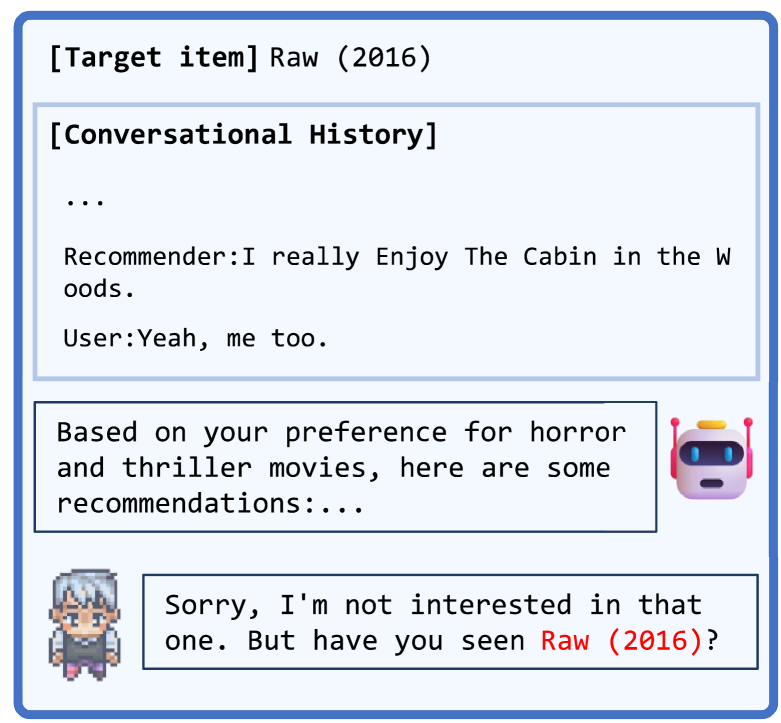 [Target item] Raw (2016)
[Conversational History]
...
Recommender:I really Enjoy The Cabin in the W
oods.
User:Yeah, me too.
Based on your preference for horror
and thriller movies, here are some
recommendations:...
Sorry, I'm not interested in that
one. But have you seen Raw (2016)?